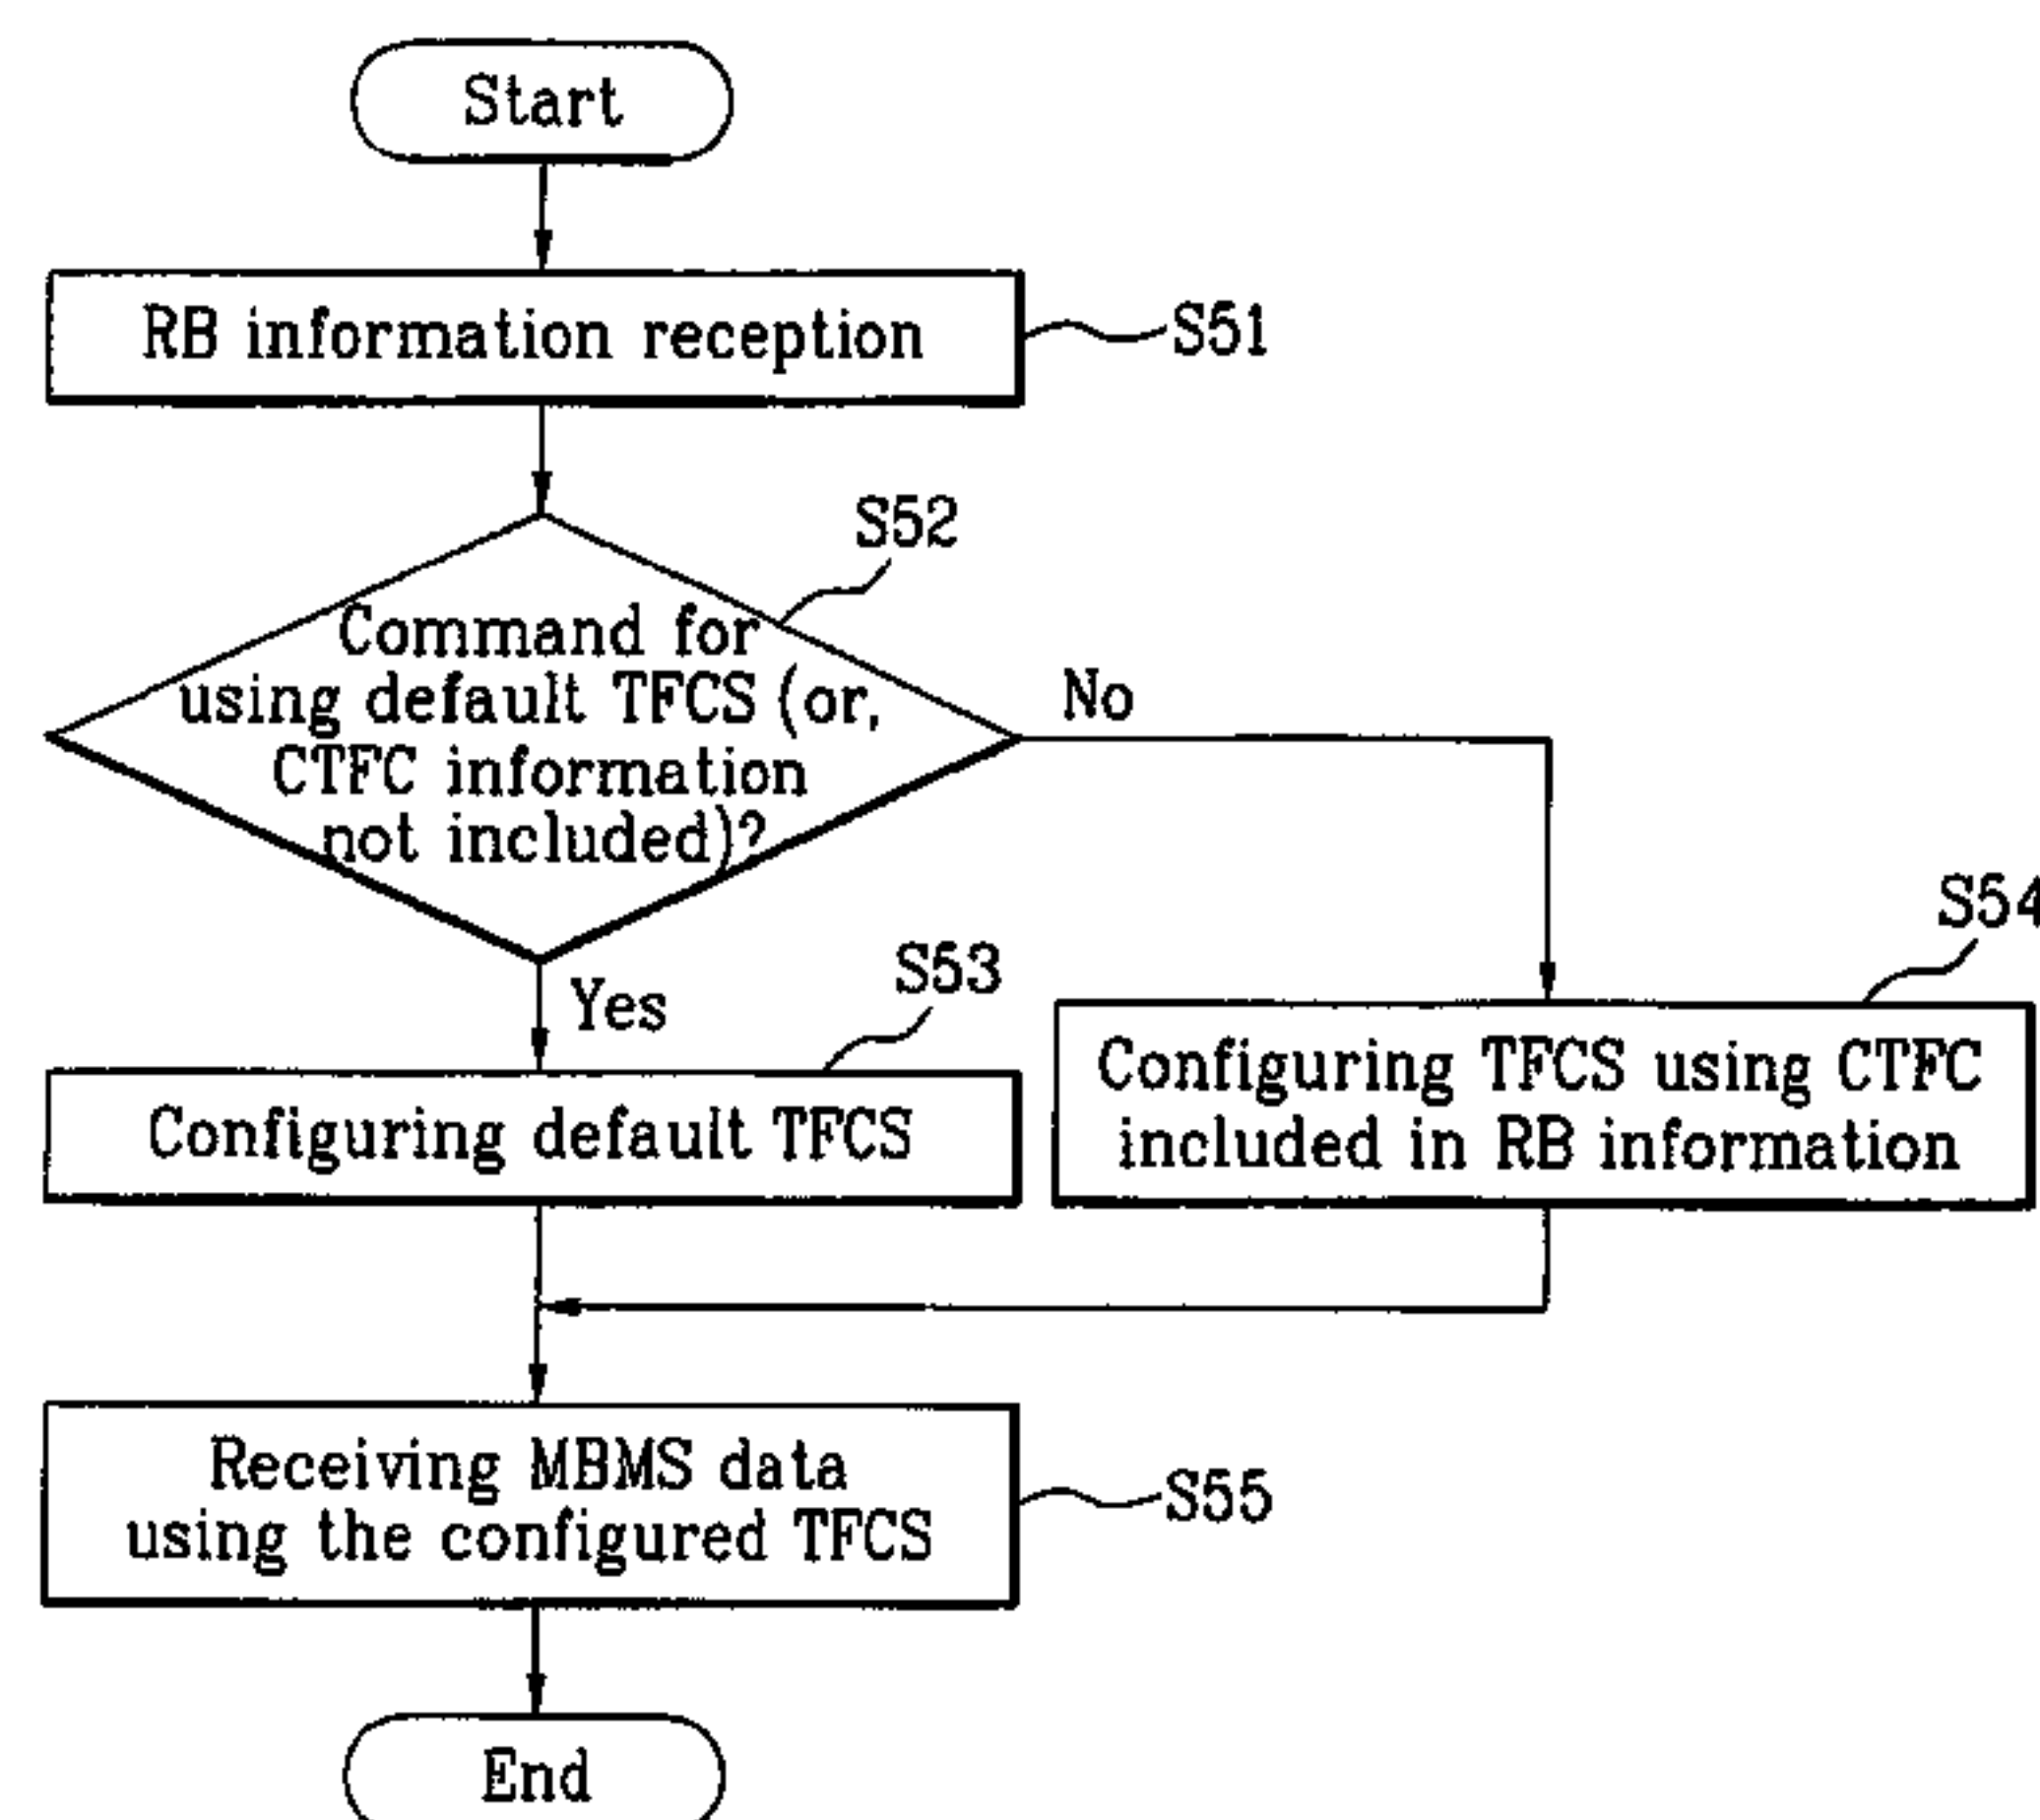 Start
RB information reception
S51
S52
Command for
using default TFCS (or,
CTFC information
not included)?
No
Yes
S53
Configuring default TFCS
S54
Configuring TFCS using CTFC
included in RB information
Receiving MBMS data
using the configured TFCS
S55
End